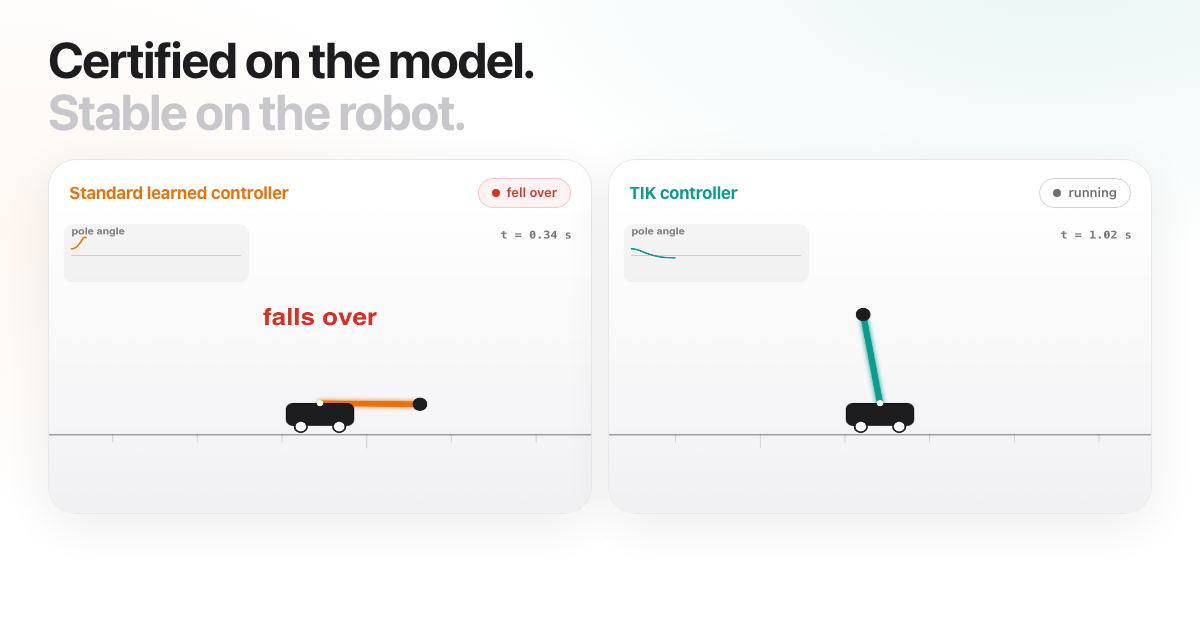 Certified on the model.
Stable on the robot.
Standard learned controller
fell over
pole angle
t = 0.34 s
falls over
TIK controller
running
pole angle
t = 1.02 s